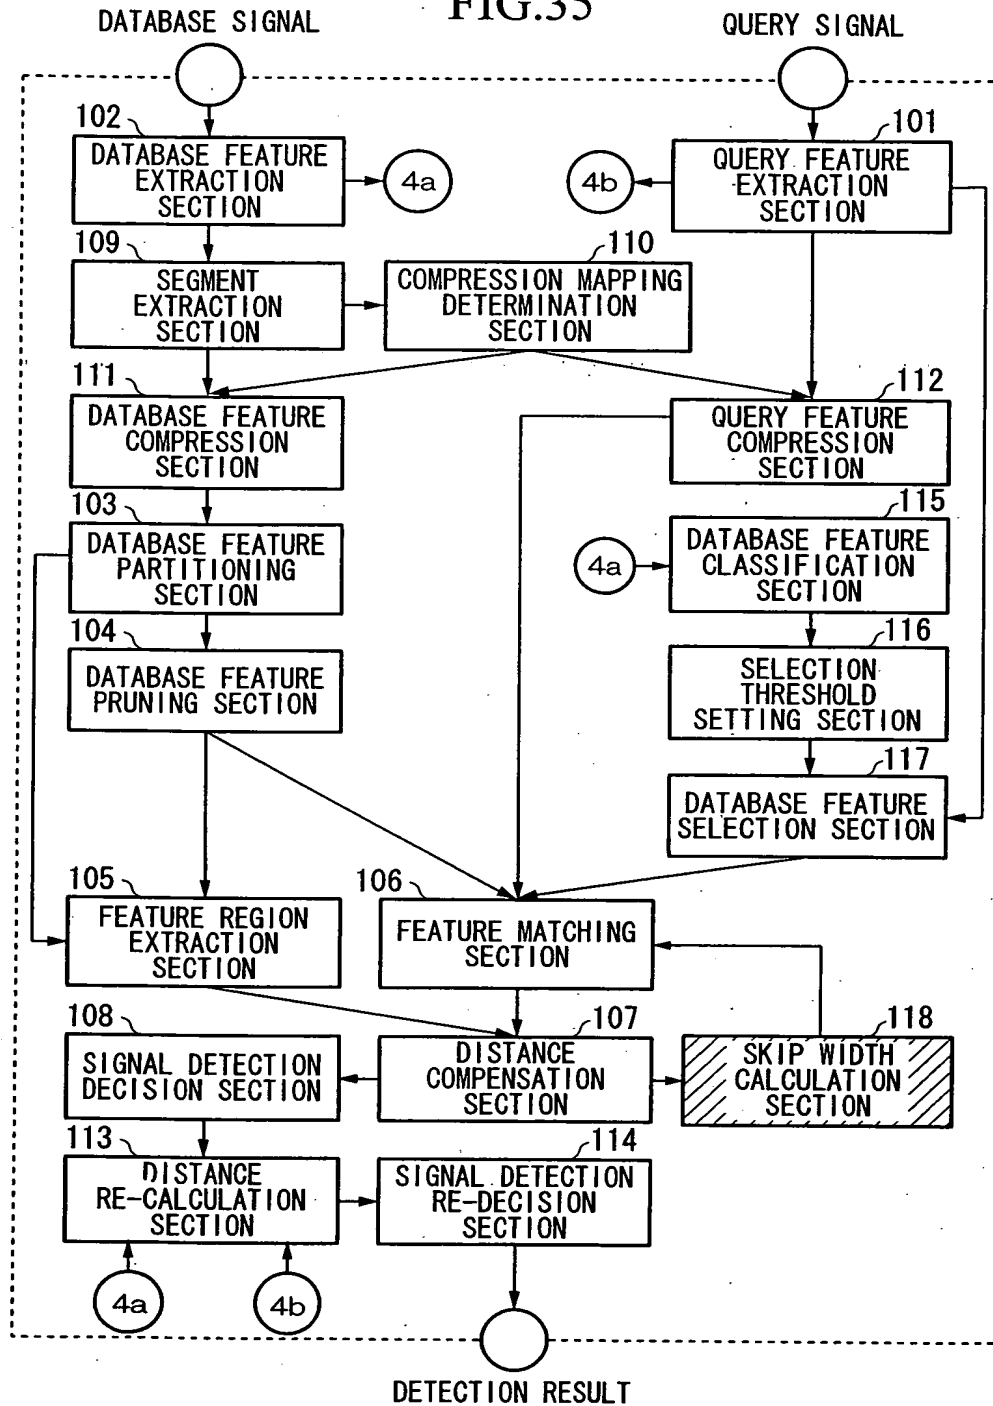 FIG.35
DATABASE SIGNAL
QUERY SIGNAL
102
DATABASE FEATURE
EXTRACTION
SECTION
4a
4b
101
QUERY FEATURE
EXTRACTION
SECTION
109
SEGMENT
EXTRACTION
SECTION
110
COMPRESSION MAPPING
DETERMINATION
SECTION
111
DATABASE FEATURE
COMPRESSION
SECTION
112
QUERY FEATURE
COMPRESSION
SECTION
103
DATABASE FEATURE
PARTITIONING
SECTION
4a
115
DATABASE FEATURE
CLASSIFICATION
SECTION
104
DATABASE FEATURE
PRUNING SECTION
116
SELECTION
THRESHOLD
SETTING SECTION
117
DATABASE FEATURE
SELECTION SECTION
105
FEATURE REGION
EXTRACTION
SECTION
106
FEATURE MATCHING
SECTION
108
SIGNAL DETECTION
DECISION SECTION
107
DISTANCE
COMPENSATION
SECTION
118
SKIP WIDTH
CALCULATION
SECTION
113
DISTANCE
RE-CALCULATION
SECTION
114
SIGNAL DETECTION
RE-DECISION
SECTION
4a
4b
DETECTION RESULT